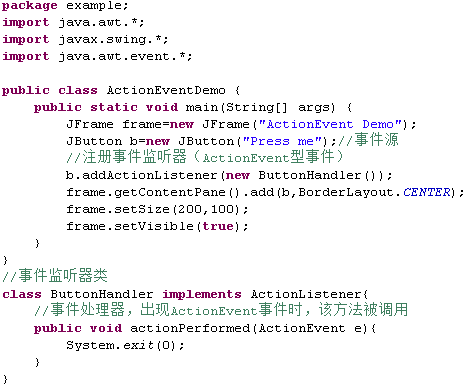 package example;
import java.awt.*;
import javax.swing.*;
import java.awt.event.*;

public class ActionEventDemo {
    public static void main(String[] args) {
        JFrame frame=new JFrame("ActionEvent Demo");
        JButton b=new JButton("Press me");//事件源
        //注册事件监听器（ActionEvent型事件）
        b.addActionListener(new ButtonHandler());
        frame.getContentPane().add(b,BorderLayout.CENTER);
        frame.setSize(200,100);
        frame.setVisible(true);
    }
}
//事件监听器类
class ButtonHandler implements ActionListener{
    //事件处理器，出现ActionEvent事件时，该方法被调用
    public void actionPerformed(ActionEvent e){
        System.exit(0);
    }
}